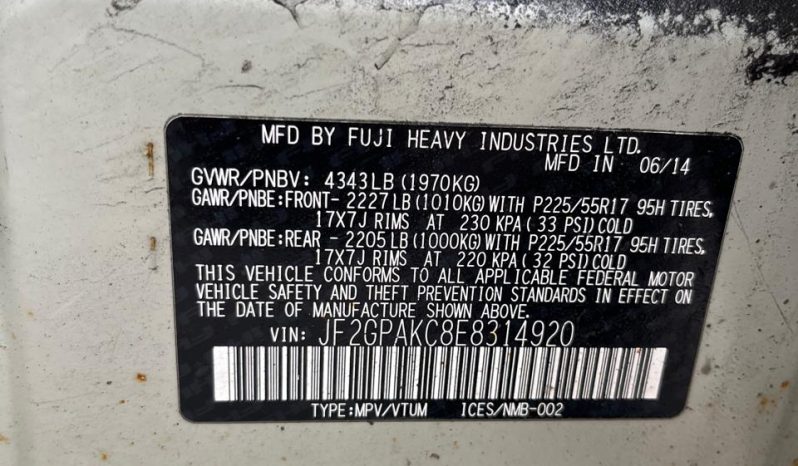 MFD BY FUJI HEAVY INDUSTRIES LTD.
MFD IN 06/14
GVWR/PNBV: 4343LB (1970KG)
GAWR/PNBE:FRONT- 2227LB (1010KG) WITH P225/55R17 95H TIRES,
17X7J RIMS AT 230 KPA (33 PSI) COLD
GAWR/PNBE:REAR - 2205LB (1000KG) WITH P225/55R17 95H TIRES,
17X7J RIMS AT 220 KPA (32 PSI) COLD
THIS VEHICLE CONFORMS TO ALL APPLICABLE FEDERAL MOTOR
VEHICLE SAFETY AND THEFT PREVENTION STANDARDS IN EFFECT ON
THE DATE OF MANUFACTURE SHOWN ABOVE.
VIN: JF2GPAKC8E8314920
TYPE:MPV/VTUM ICES/NMB-002